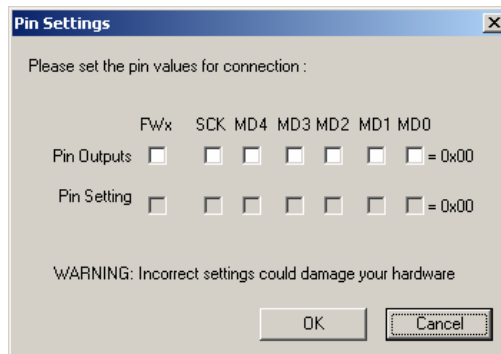 Pin Settings
Please set the pin values for connection :
FWx SCK MD4 MD3 MD2 MD1 MD0
Pin Outputs = 0x00
Pin Setting = 0x00
WARNING: Incorrect settings could damage your hardware
OK Cancel